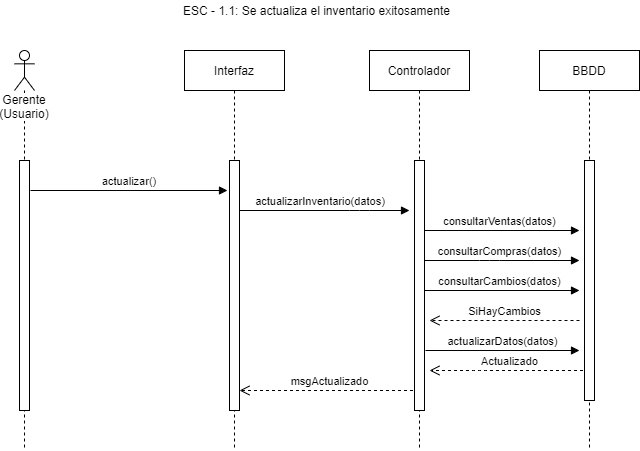 ESC - 1.1: Se actualiza el inventario exitosamente
Interfaz
Controlador
BBDD
Gerente
(Usuario)
actualizar()
actualizarInventario(datos)
consultarVentas(datos)
consultarCompras(datos)
consultarCambios(datos)
SiHayCambios
actualizarDatos(datos)
Actualizado
msgActualizado